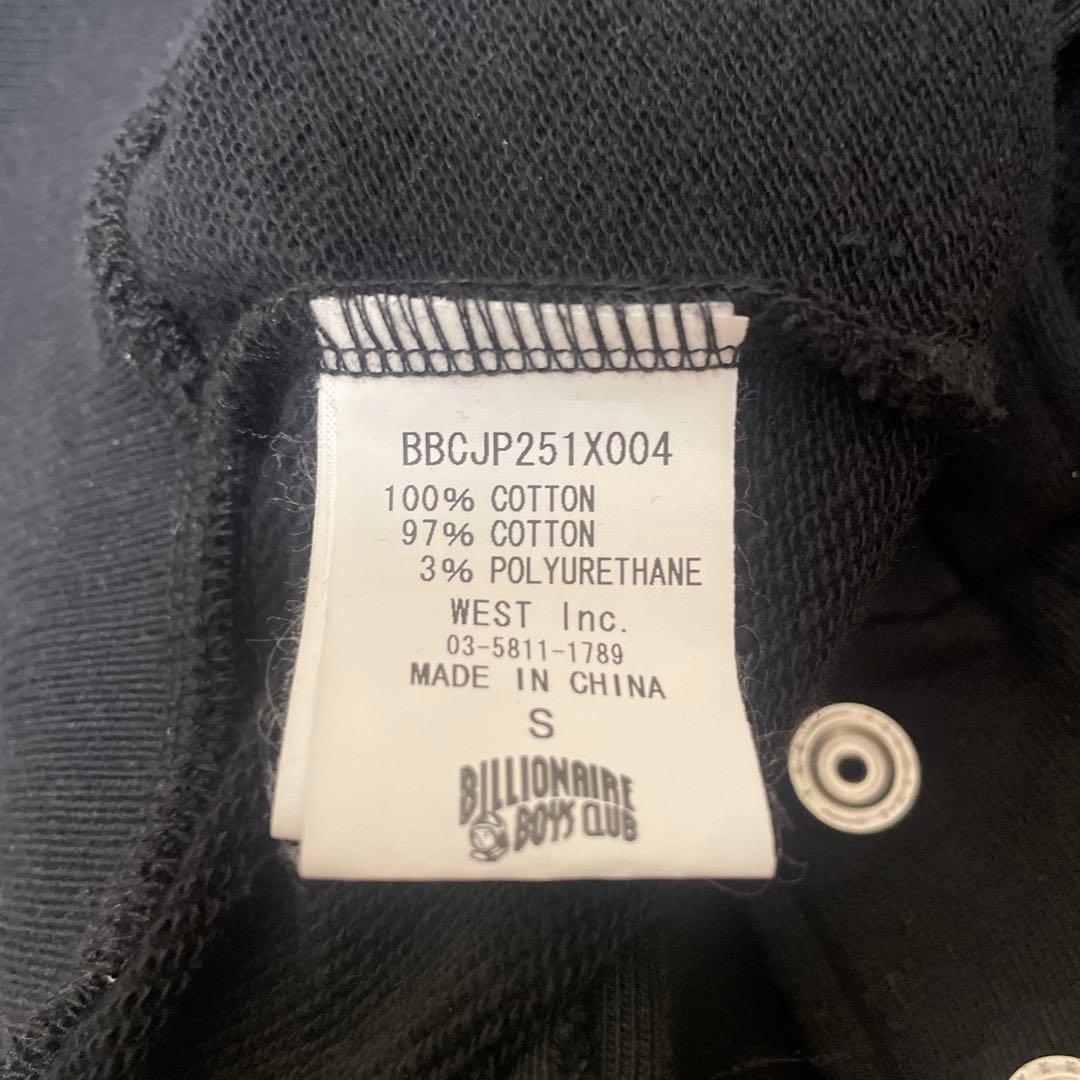 BBCJP251X004
100% COTTON
97% COTTON
3% POLYURETHANE
WEST Inc.
03-5811-1789
MADE IN CHINA
S
BILLIONAIRE
BOYS CLUB